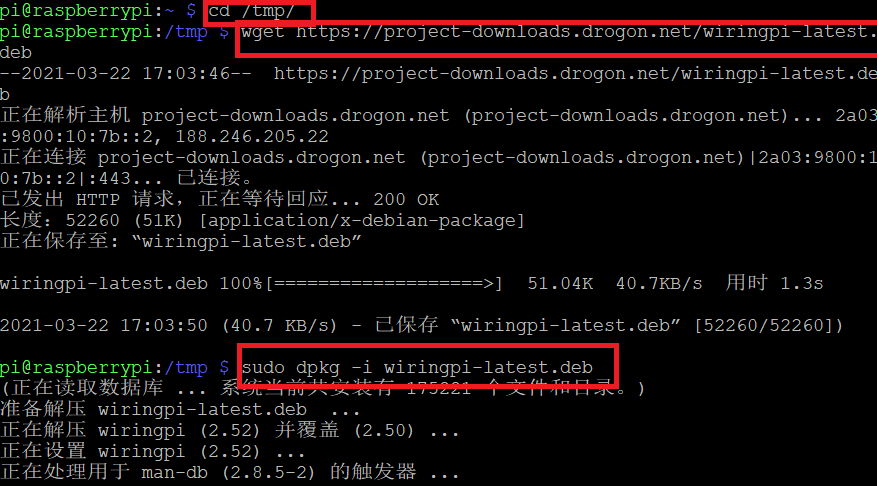 pi@raspberrypi:~ $ cd /tmp/
pi@raspberrypi:/tmp $ wget https://project-downloads.drogon.net/wiringpi-latest.
deb
--2021-03-22 17:03:46--  https://project-downloads.drogon.net/wiringpi-latest.de
b
正在解析主机 project-downloads.drogon.net (project-downloads.drogon.net)... 2a03
:9800:10:7b::2, 188.246.205.22
正在连接 project-downloads.drogon.net (project-downloads.drogon.net)|2a03:9800:1
0:7b::2|:443... 已连接。
已发出 HTTP 请求，正在等待回应... 200 OK
长度：52260 (51K) [application/x-debian-package]
正在保存至: “wiringpi-latest.deb”
wiringpi-latest.deb 100%[===================>]  51.04K  40.7KB/s  用时 1.3s
2021-03-22 17:03:50 (40.7 KB/s) - 已保存 “wiringpi-latest.deb” [52260/52260])
pi@raspberrypi:/tmp $ sudo dpkg -i wiringpi-latest.deb
(正在读取数据库 ... 系统当前共安装有 175221 个文件和目录。)
准备解压 wiringpi-latest.deb  ...
正在解压 wiringpi (2.52) 并覆盖 (2.50) ...
正在设置 wiringpi (2.52) ...
正在处理用于 man-db (2.8.5-2) 的触发器 ...